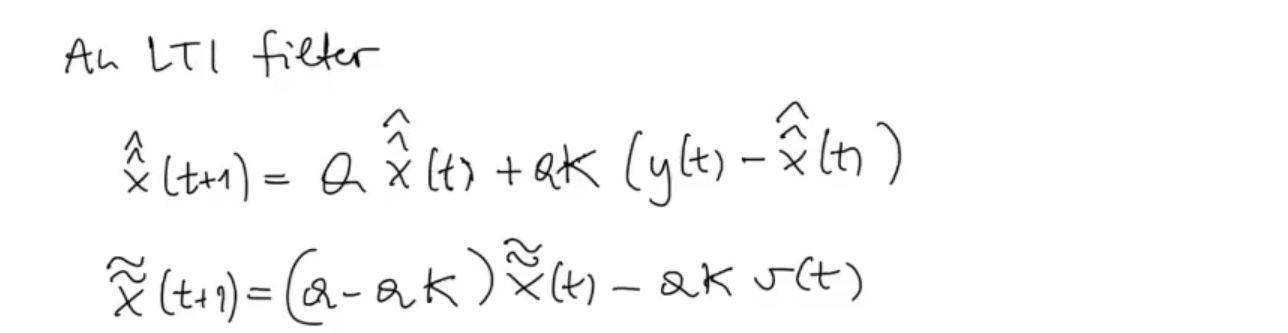 An LTI filter
x̂̂(t+1) = a x̂̂(t) + aK (y(t) - x̂̂(t))
x̃̃(t+1) = (a - aK) x̃̃(t) - aK v(t)